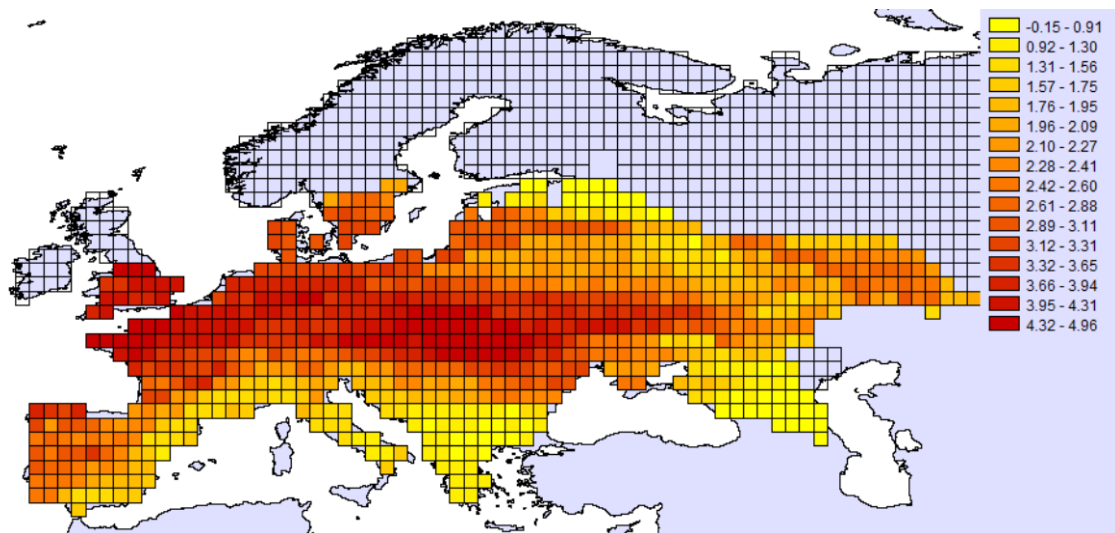 -0.15 - 0.91
0.92 - 1.30
1.31 - 1.56
1.57 - 1.75
1.76 - 1.95
1.96 - 2.09
2.10 - 2.27
2.28 - 2.41
2.42 - 2.60
2.61 - 2.88
2.89 - 3.11
3.12 - 3.31
3.32 - 3.65
3.66 - 3.94
3.95 - 4.31
4.32 - 4.96